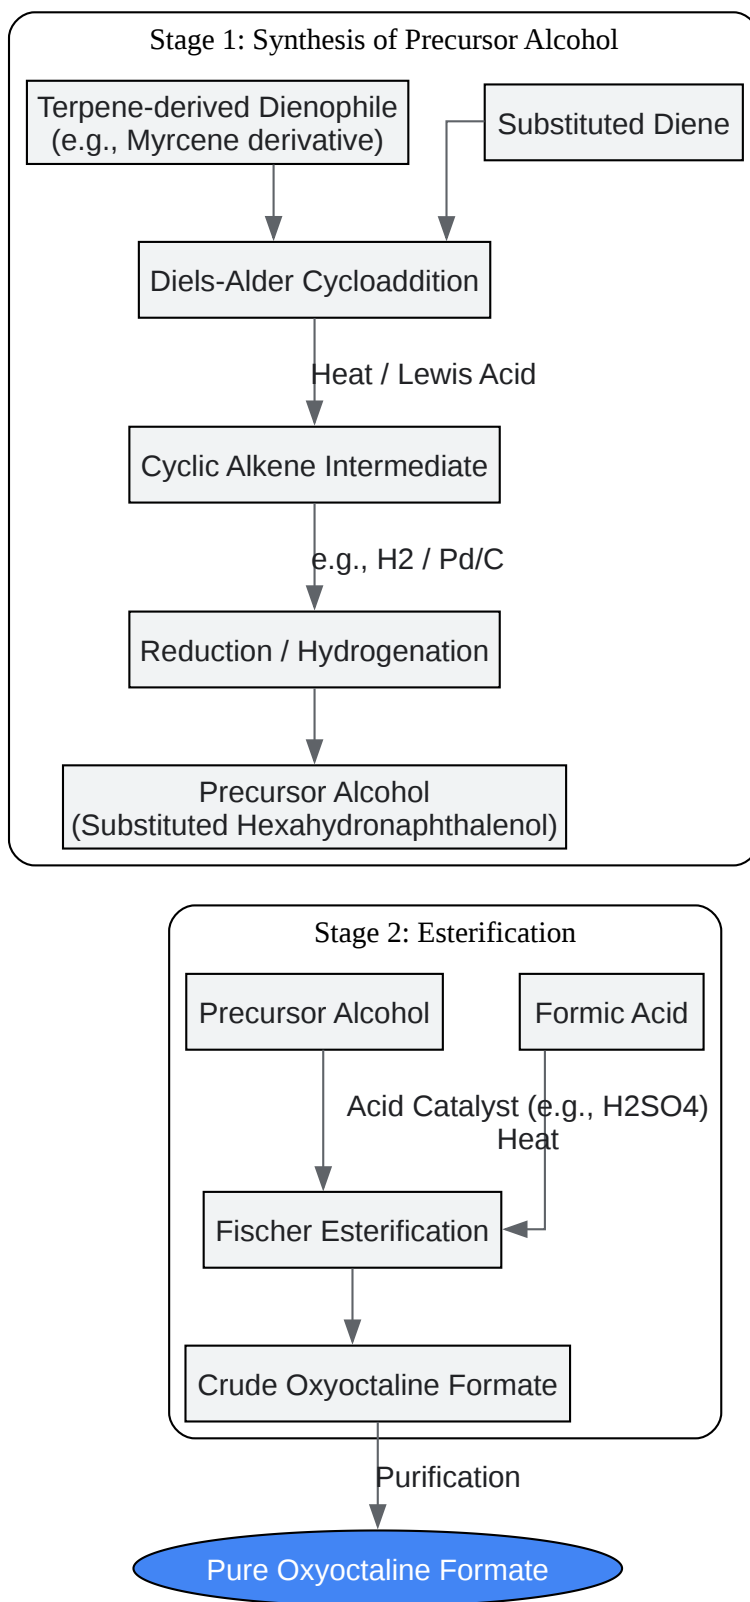 Stage 1: Synthesis of Precursor Alcohol
Terpene-derived Dienophile
(e.g., Myrcene derivative)
Substituted Diene
Diels-Alder Cycloaddition
Heat / Lewis Acid
Cyclic Alkene Intermediate
e.g., H2 / Pd/C
Reduction / Hydrogenation
Precursor Alcohol
(Substituted Hexahydronaphthalenol)
Stage 2: Esterification
Precursor Alcohol
Formic Acid
Acid Catalyst (e.g., H2SO4)
Heat
Fischer Esterification
Crude Oxyoctaline Formate
Purification
Pure Oxyoctaline Formate